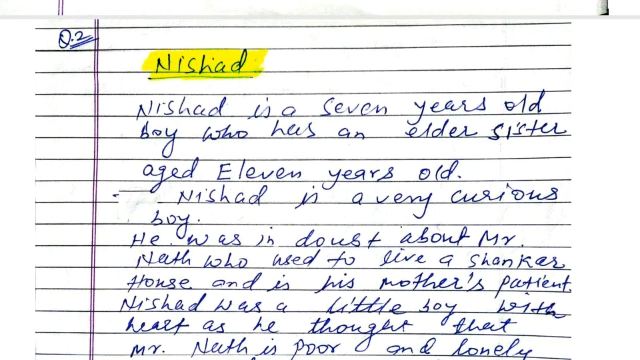 Q.2
Nishad
Nishad is a seven years old
boy who has an elder sister
aged Eleven years old.
Nishad is a very curious
boy.
He was in doubt about Mr.
Nath who used to live a Shankar
House and is his mother's patient
Nishad was a little boy with
heart as he thought that
Mr. Nath is poor and lonely